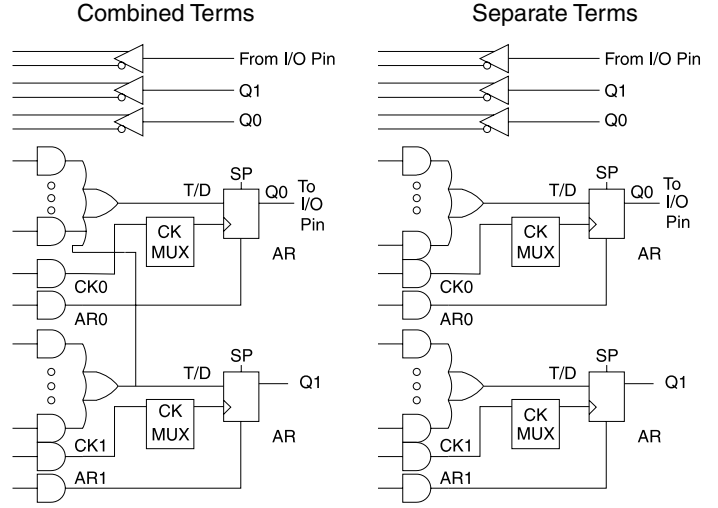 Combined Terms
From I/O Pin
Q1
Q0
SP
T/D
Q0
To
I/O
Pin
CK
MUX
AR
CK0
AR0
SP
T/D
Q1
CK
MUX
AR
CK1
AR1
Separate Terms
From I/O Pin
Q1
Q0
SP
T/D
Q0
To
I/O
Pin
CK
MUX
AR
CK0
AR0
SP
T/D
Q1
CK
MUX
AR
CK1
AR1